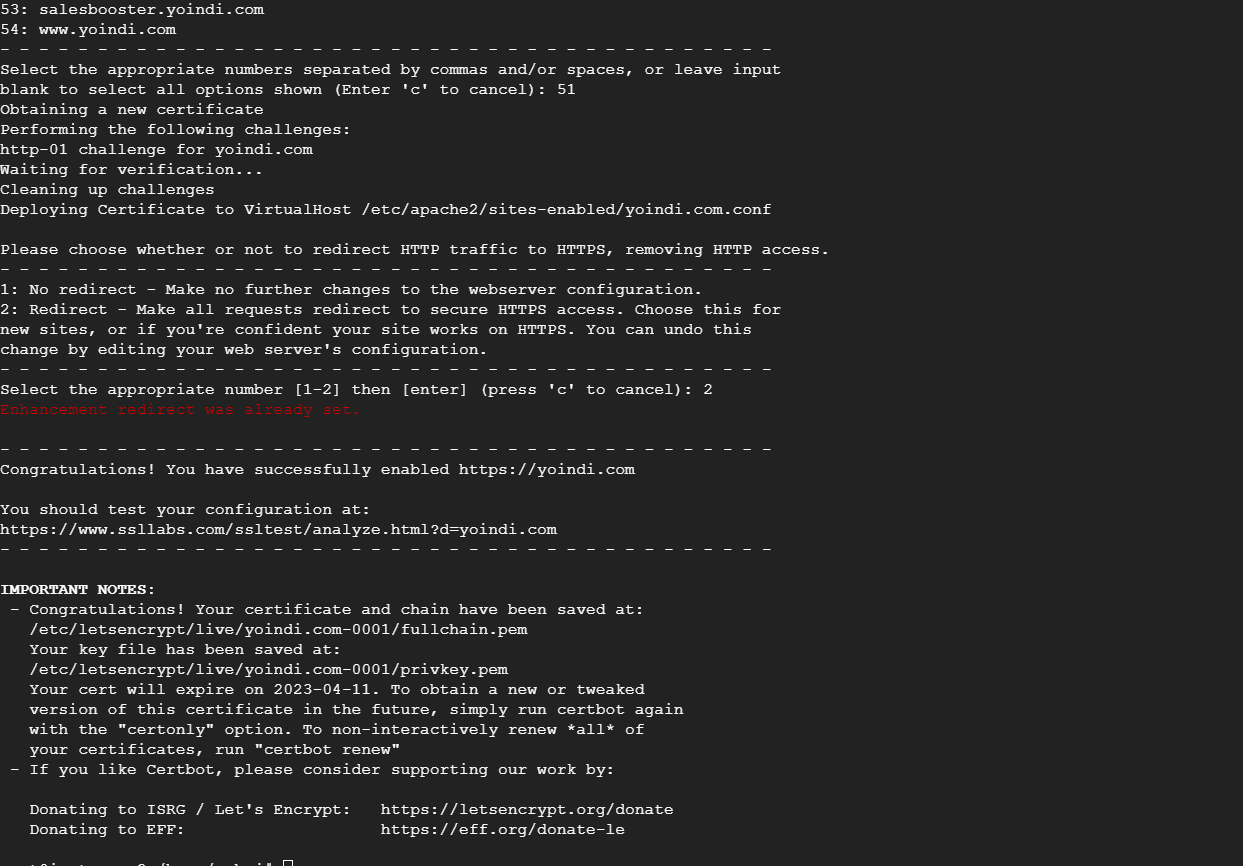 53: salesbooster.yoindi.com
54: www.yoindi.com
- - - - - - - - - - - - - - - - - - - - - - - - - - - - - - - - - - - - - - - -
Select the appropriate numbers separated by commas and/or spaces, or leave input
blank to select all options shown (Enter 'c' to cancel): 51
Obtaining a new certificate
Performing the following challenges:
http-01 challenge for yoindi.com
Waiting for verification...
Cleaning up challenges
Deploying Certificate to VirtualHost /etc/apache2/sites-enabled/yoindi.com.conf
Please choose whether or not to redirect HTTP traffic to HTTPS, removing HTTP access.
- - - - - - - - - - - - - - - - - - - - - - - - - - - - - - - - - - - - - - - -
1: No redirect - Make no further changes to the webserver configuration.
2: Redirect - Make all requests redirect to secure HTTPS access. Choose this for
new sites, or if you're confident your site works on HTTPS. You can undo this
change by editing your web server's configuration.
- - - - - - - - - - - - - - - - - - - - - - - - - - - - - - - - - - - - - - - -
Select the appropriate number [1-2] then [enter] (press 'c' to cancel): 2
Enhancement redirect was already set.
- - - - - - - - - - - - - - - - - - - - - - - - - - - - - - - - - - - - - - - -
Congratulations! You have successfully enabled https://yoindi.com
You should test your configuration at:
https://www.ssllabs.com/ssltest/analyze.html?d=yoindi.com
- - - - - - - - - - - - - - - - - - - - - - - - - - - - - - - - - - - - - - - -
IMPORTANT NOTES:
- Congratulations! Your certificate and chain have been saved at:
/etc/letsencrypt/live/yoindi.com-0001/fullchain.pem
Your key file has been saved at:
/etc/letsencrypt/live/yoindi.com-0001/privkey.pem
Your cert will expire on 2023-04-11. To obtain a new or tweaked
version of this certificate in the future, simply run certbot again
with the "certonly" option. To non-interactively renew *all* of
your certificates, run "certbot renew"
- If you like Certbot, please consider supporting our work by:
Donating to ISRG / Let's Encrypt:   https://letsencrypt.org/donate
Donating to EFF:                    https://eff.org/donate-le